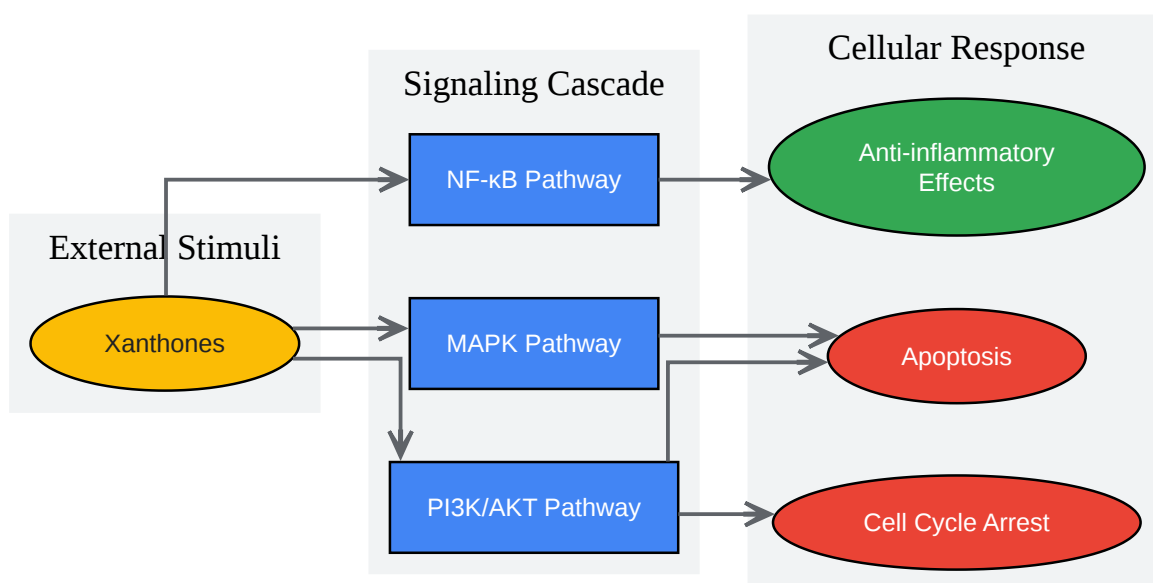 External Stimuli
Xanthones
Signaling Cascade
NF-κB Pathway
MAPK Pathway
PI3K/AKT Pathway
Cellular Response
Anti-inflammatory
Effects
Apoptosis
Cell Cycle Arrest